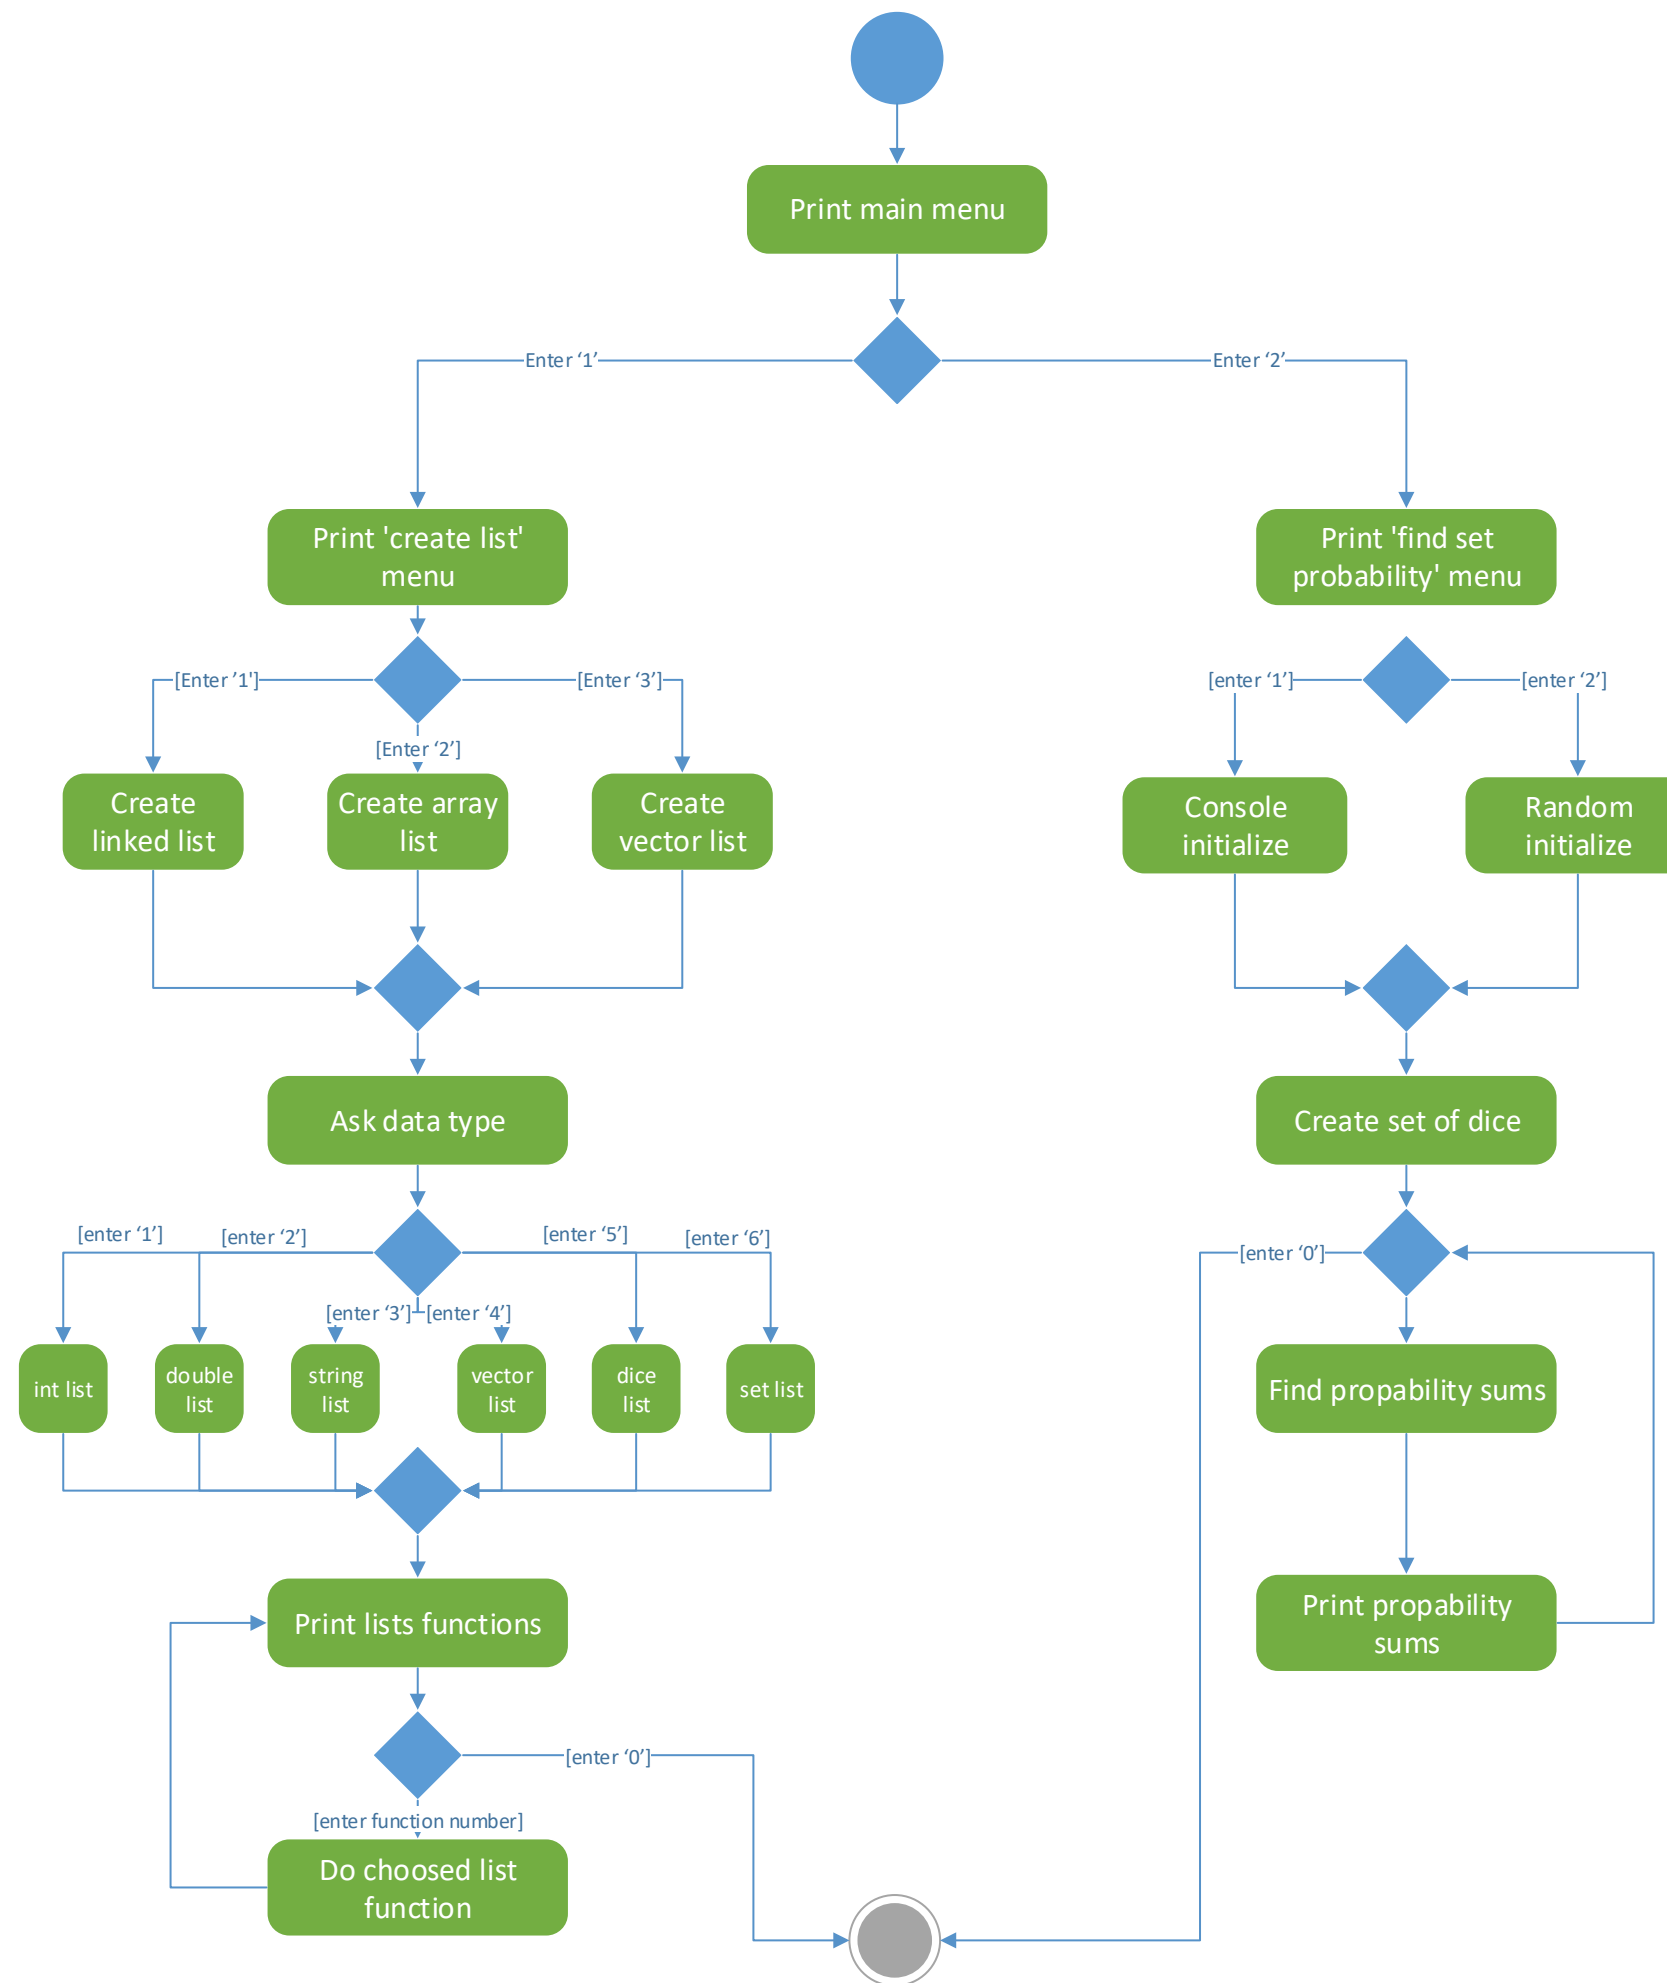 Print main menu
Enter ‘1’
Enter ‘2’
Print 'create list'
menu
Print 'find set
probability' menu
[Enter ’1']
[Enter ‘3’]
[enter ‘1’]
[enter ‘2’]
[Enter ‘2’]
Create
linked list
Create array
list
Create
vector list
Console
initialize
Random
initialize
Ask data type
Create set of dice
[enter ‘1’]
[enter ‘2’]
[enter ‘5’]
[enter ‘6’]
[enter ‘0’]
[enter ‘3’]
[enter ‘4’]
int list
double
list
string
list
vector
list
dice
list
set list
Find propability sums
Print lists functions
Print propability
sums
[enter ‘0’]
[enter function number]
Do choosed list
function